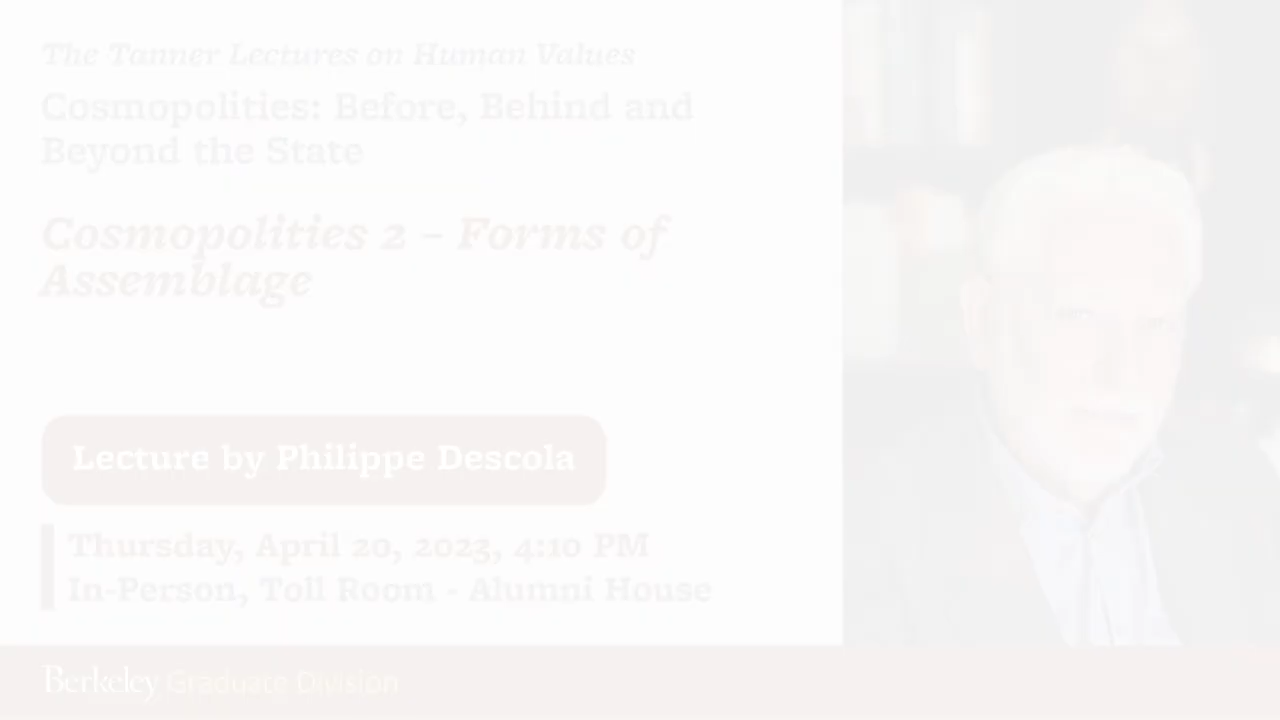 The Tanner Lectures on Human Values
Cosmopolities: Before, Behind and
Beyond the State
Cosmopolities 2 – Forms of
Assemblage
Lecture by Philippe Descola
Thursday, April 20, 2023, 4:10 PM
In-Person, Toll Room - Alumni House
Berkeley Graduate Division